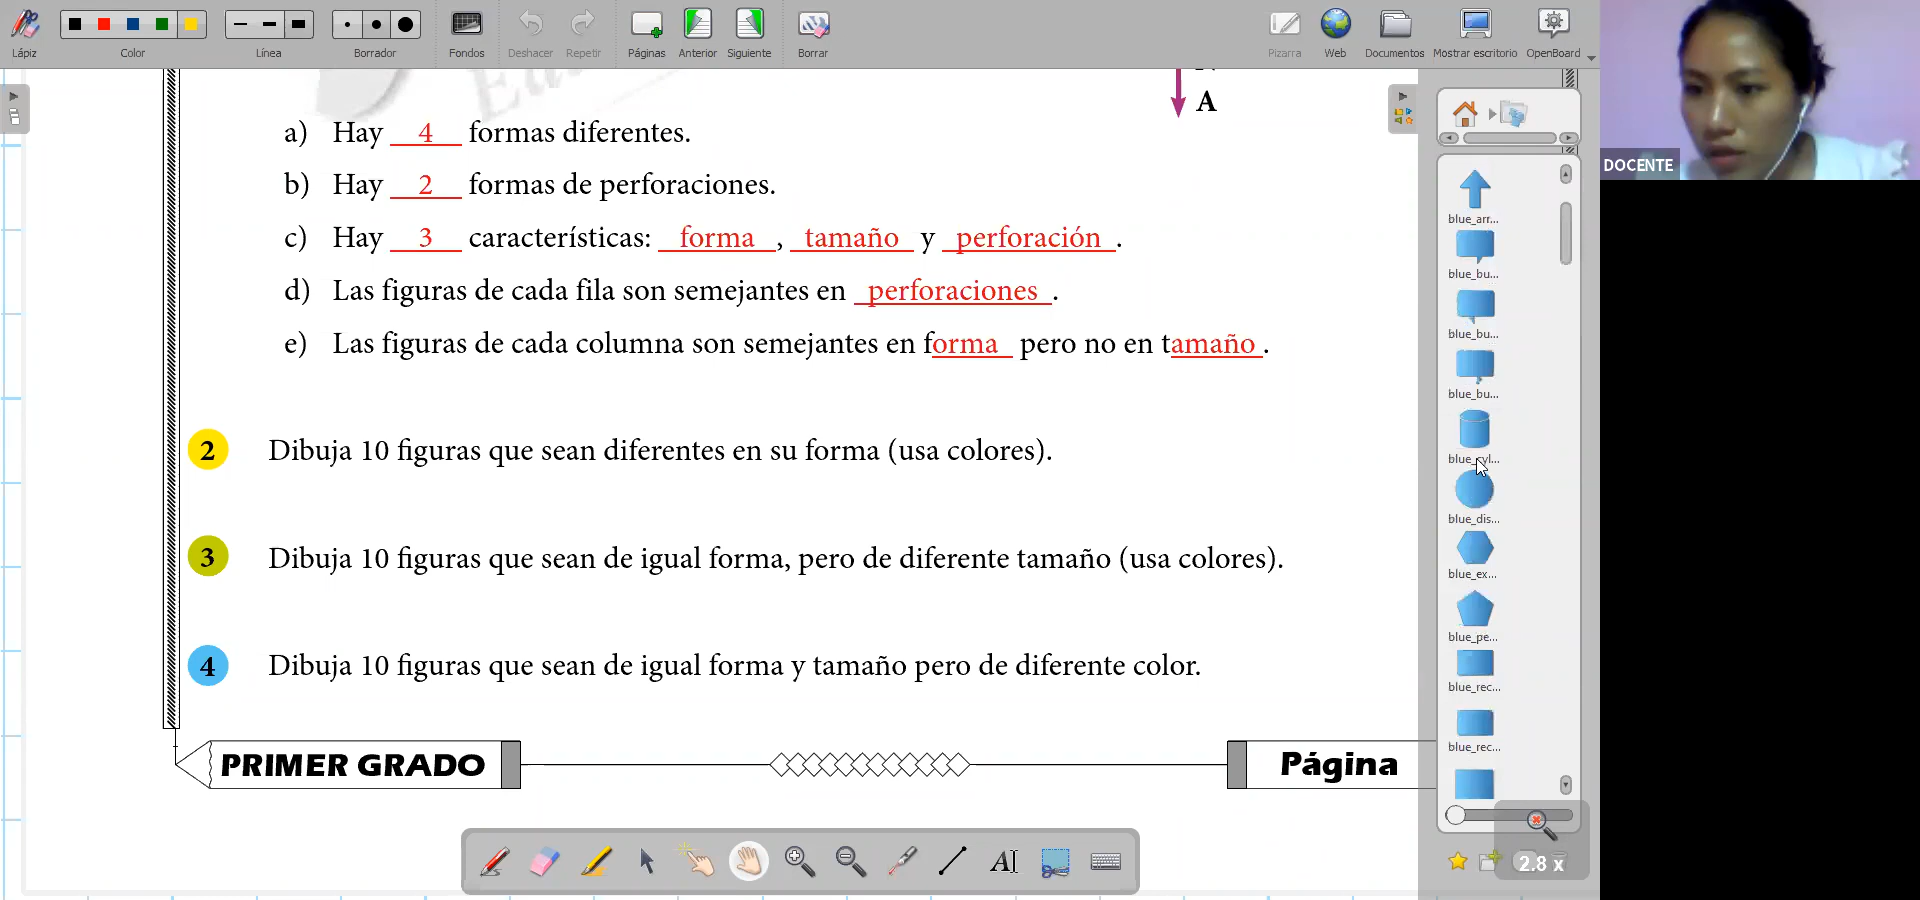 Lápiz
Color
Línea
Borrador
Fondos
Deshacer
Repetir
Páginas
Anterior
Siguiente
Borrar
Pizarra
Web
Documentos
Mostrar escritorio
OpenBoard
DOCENTE
A
a) Hay 4 formas diferentes.
b) Hay 2 formas de perforaciones.
c) Hay 3 características: forma, tamaño y perforación.
d) Las figuras de cada fila son semejantes en perforaciones.
e) Las figuras de cada columna son semejantes en forma pero no en tamaño.
2 Dibuja 10 figuras que sean diferentes en su forma (usa colores).
3 Dibuja 10 figuras que sean de igual forma, pero de diferente tamaño (usa colores).
4 Dibuja 10 figuras que sean de igual forma y tamaño pero de diferente color.
PRIMER GRADO
Página
blue_arr...
blue_bu...
blue_bu...
blue_bu...
blue_dis...
blue_ex...
blue_pe...
blue_rec...
blue_rec...
2.8 x